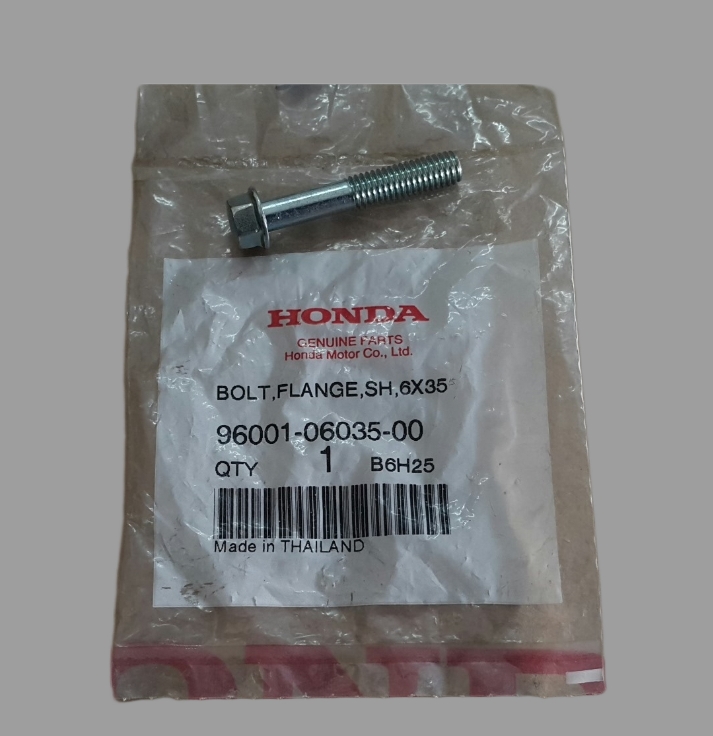 HONDA
GENUINE PARTS
Honda Motor Co., Ltd.
BOLT,FLANGE,SH,6X35
96001-06035-00
QTY 1 B6H25
Made in THAILAND